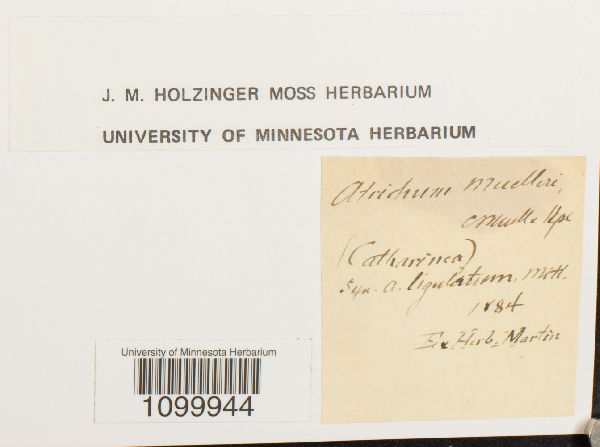 J. M. HOLZINGER MOSS HERBARIUM
UNIVERSITY OF MINNESOTA HERBARIUM
Atrichum Muelleri,
(Catharinea)
Syn. A. ligulatum. Mitt.
1884
Ex Herb. Martin
University of Minnesota Herbarium
1099944